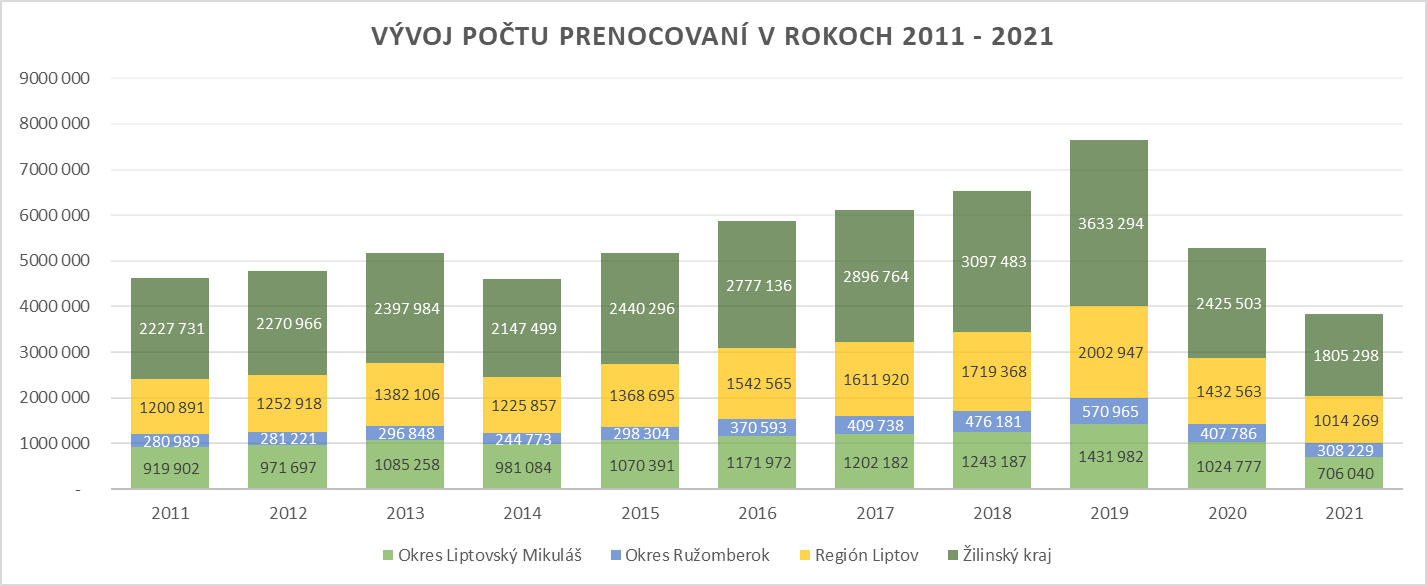 VÝVOJ POČTU PRENOCOVANÍ V ROKOCH 2011 - 2021
9000 000
8000 000
7000 000
6000 000
5000 000
4000 000
3000 000
2000 000
1000 000
-
2227 731 2270 966 2397 984 2147 499 2440 296 2777 136 2896 764 3097 483 3633 294 2425 503 1805 298
1200 891 1252 918 1382 106 1225 857 1368 695 1542 565 1611 920 1719 368 2002 947 1432 563 1014 269
280 989 281 221 296 848 244 773 298 304 370 593 409 738 476 181 570 965 407 786 308 229
919 902 971 697 1085 258 981 084 1070 391 1171 972 1202 182 1243 187 1431 982 1024 777 706 040
2011 2012 2013 2014 2015 2016 2017 2018 2019 2020 2021
Okres Liptovský Mikuláš Okres Ružomberok Región Liptov Žilinský kraj